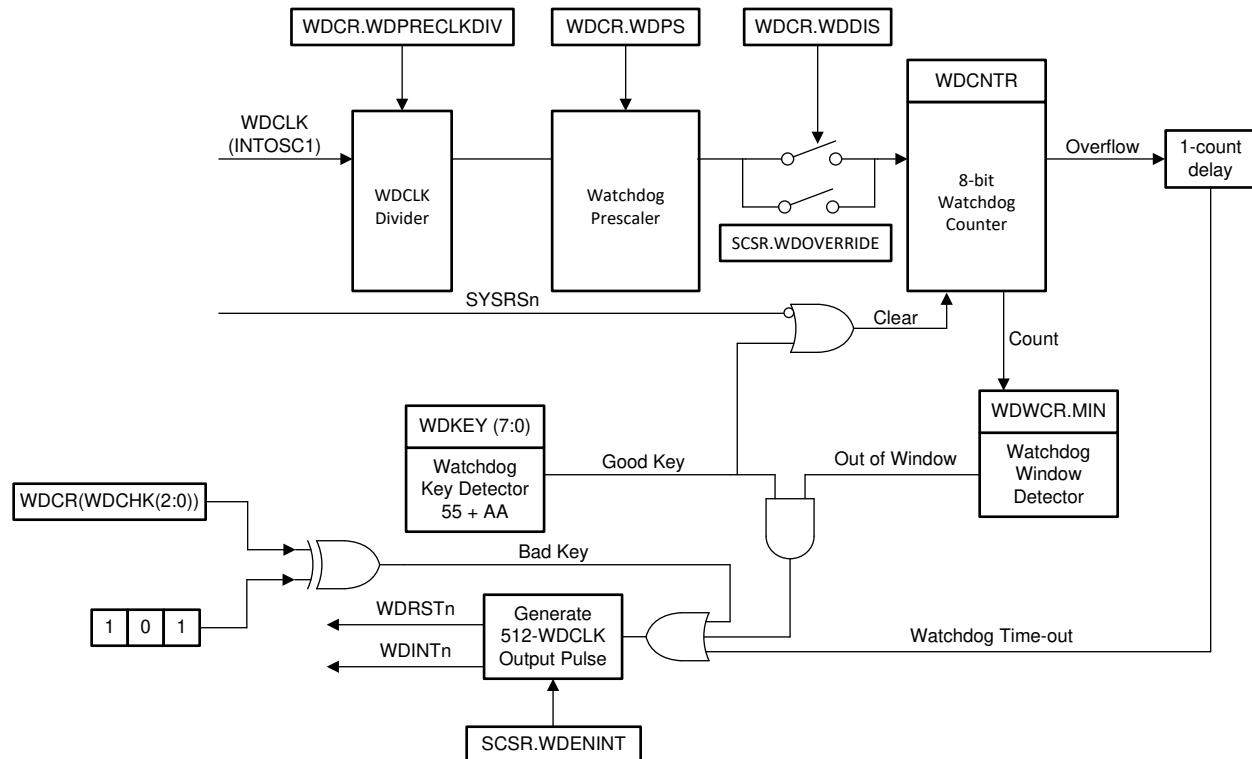 WDCR.WDPRECLKDIV
WDCR.WDPS
WDCR.WDDIS
WDCNTR
WDCLK
(INTOSC1)
Overflow
1-count
delay
WDCLK
Divider
Watchdog
Prescaler
8-bit
Watchdog
Counter
SCSR.WDOVERRIDE
SYSRSn
Clear
Count
WDKEY (7:0)
WDWCR.MIN
Watchdog
Key Detector
55 + AA
Good Key
Out of Window
Watchdog
Window
Detector
WDCR(WDCHK(2:0))
Bad Key
1 0 1
WDRSTn
WDINTn
Generate
512-WDCLK
Output Pulse
Watchdog Time-out
SCSR.WDENINT